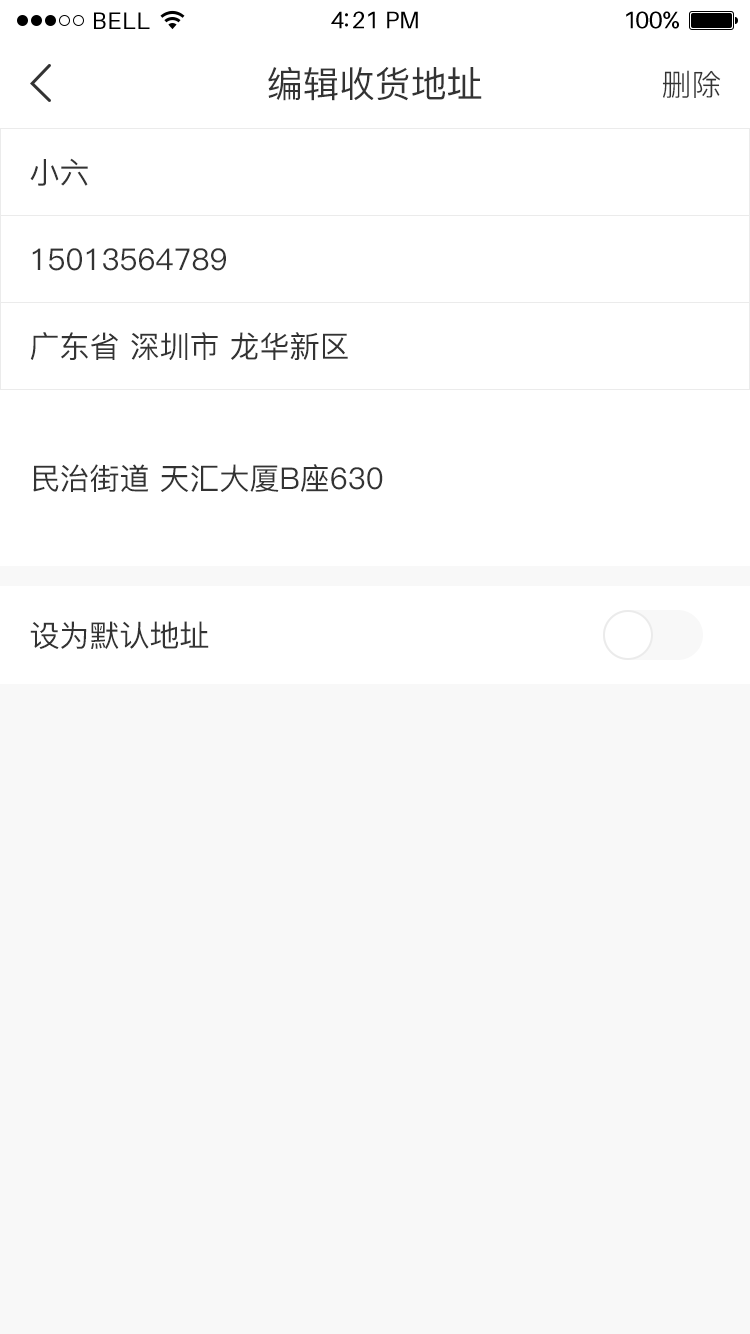 BELL 4:21 PM 100%
编辑收货地址 删除
小六
15013564789
广东省 深圳市 龙华新区
民治街道 天汇大厦B座630
设为默认地址